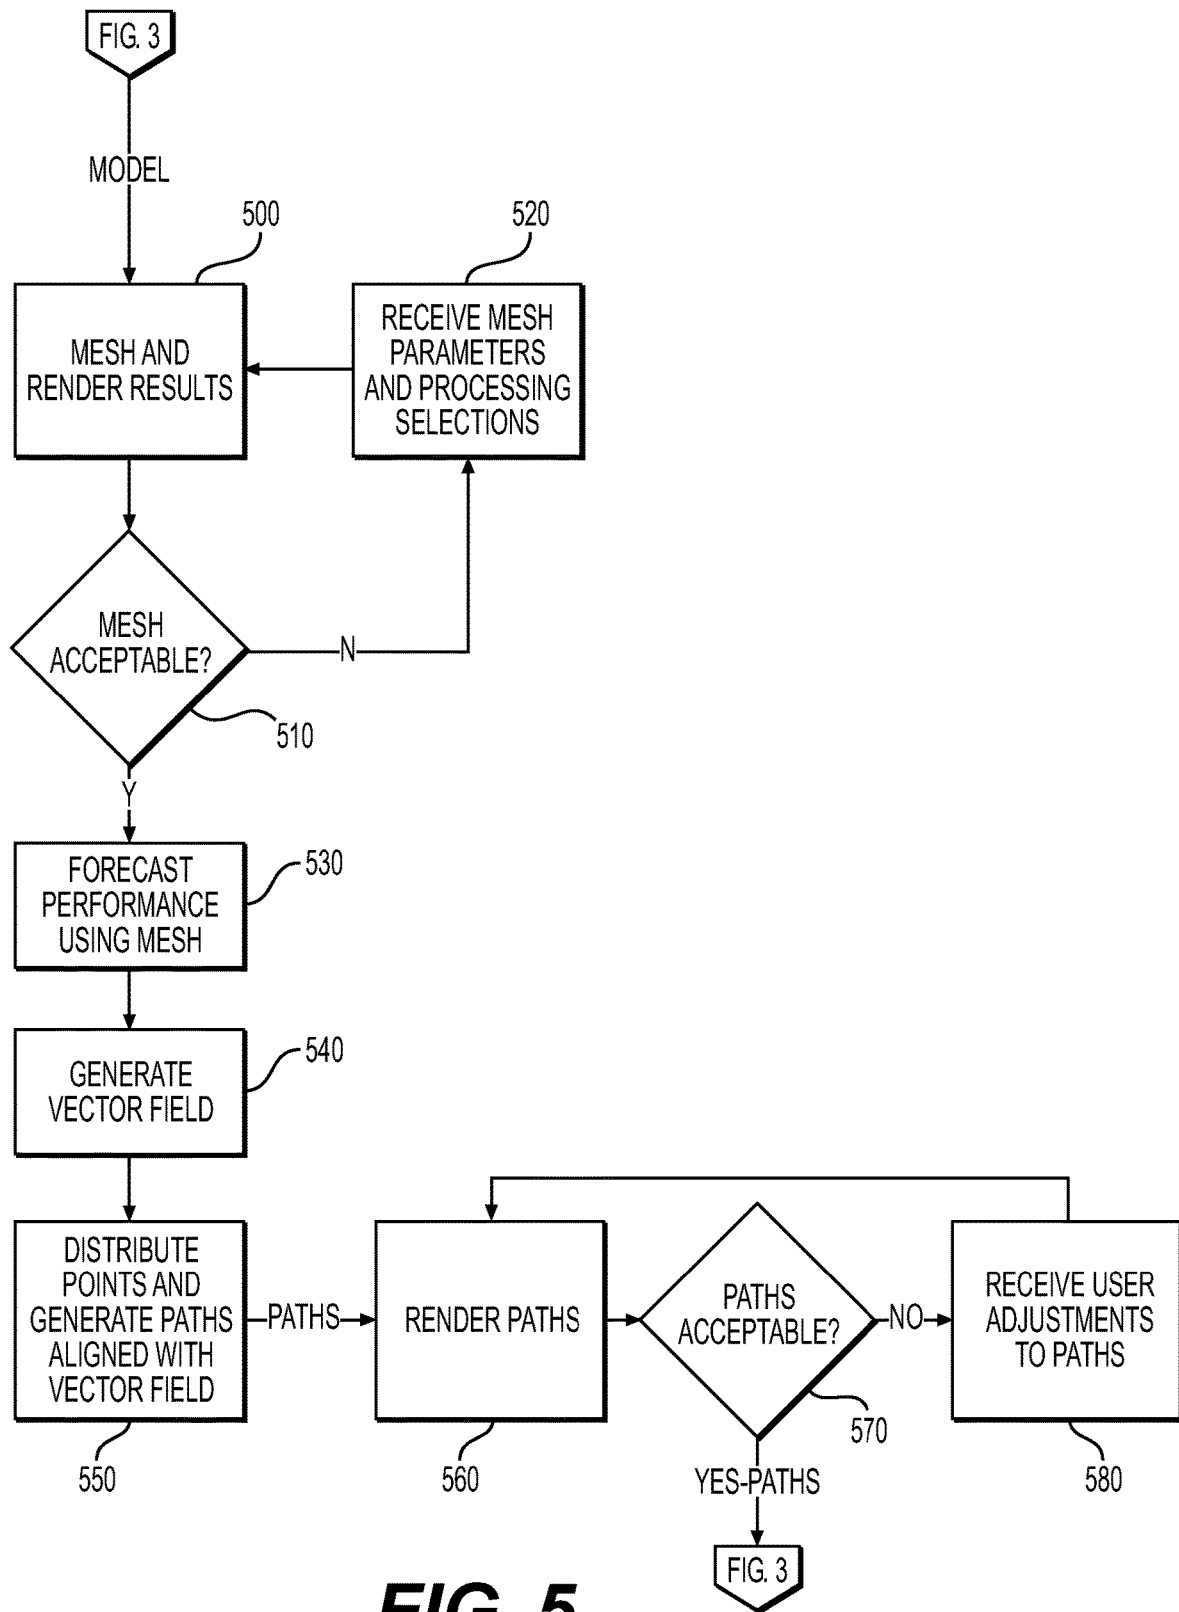 FIG. 3
MODEL
500
520
MESH AND
RENDER RESULTS
RECEIVE MESH
PARAMETERS
AND PROCESSING
SELECTIONS
MESH
ACCEPTABLE?
N
510
Y
FORECAST
PERFORMANCE
USING MESH
530
GENERATE
VECTOR FIELD
540
DISTRIBUTE
POINTS AND
GENERATE PATHS
ALIGNED WITH
VECTOR FIELD
PATHS
RENDER PATHS
PATHS
ACCEPTABLE?
NO
RECEIVE USER
ADJUSTMENTS
TO PATHS
550
560
570
580
YES-PATHS
FIG. 3
FIG. 5